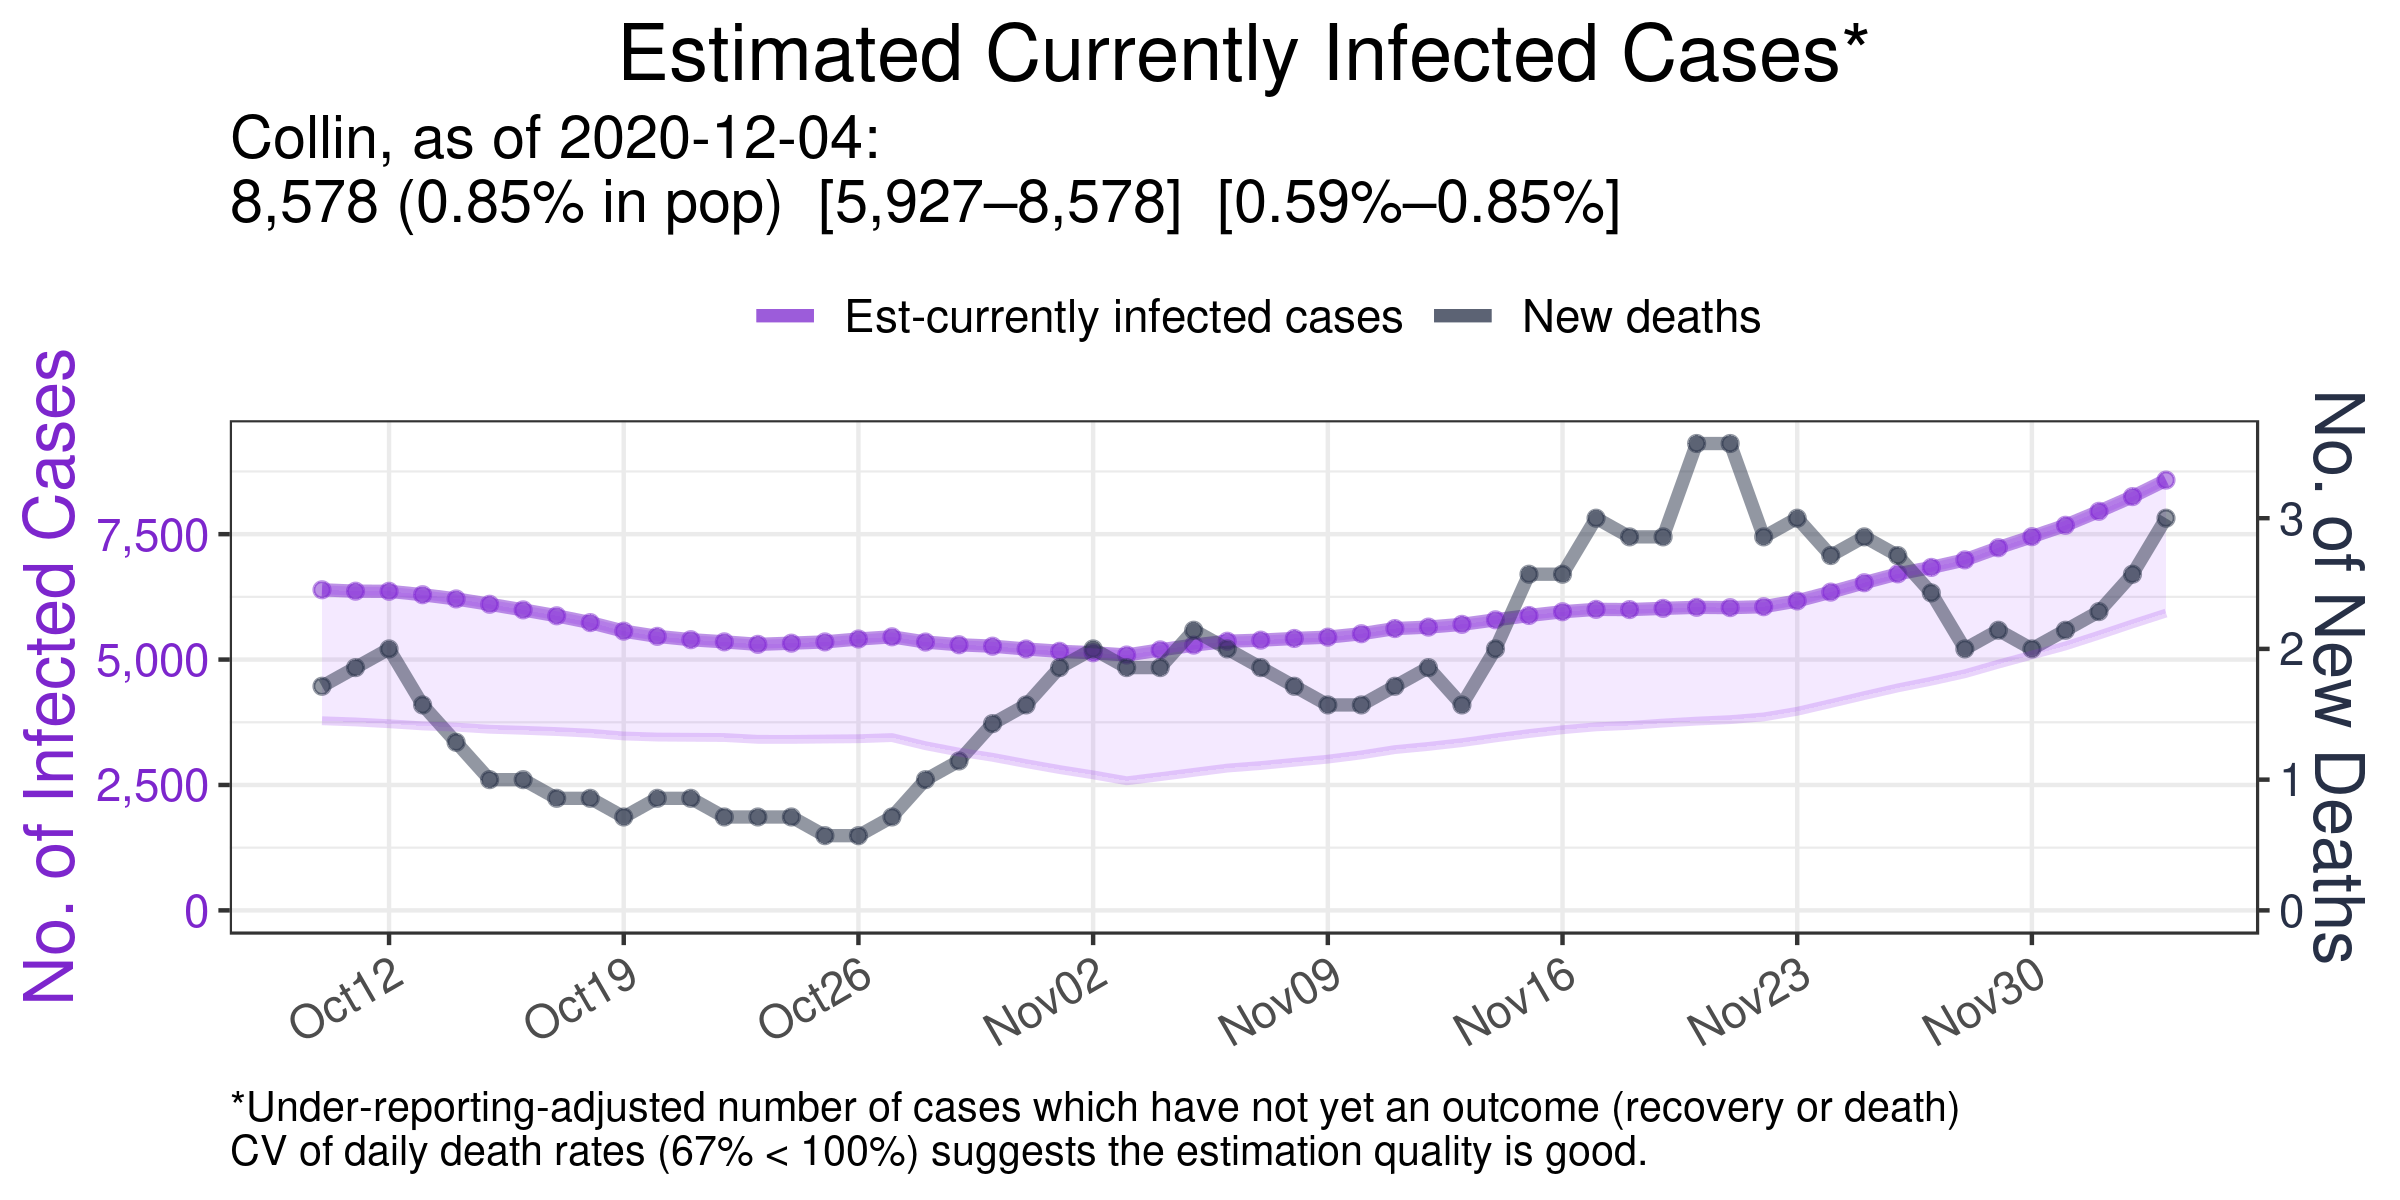 Estimated Currently Infected Cases*
Collin, as of 2020-12-04:
8,578 (0.85% in pop)  [5,927–8,578]  [0.59%–0.85%]
Est-currently infected cases
New deaths
No. of Infected Cases
7,500
5,000
2,500
0
No. of New Deaths
3
2
1
0
Oct12
Oct19
Oct26
Nov02
Nov09
Nov16
Nov23
Nov30
*Under-reporting-adjusted number of cases which have not yet an outcome (recovery or death)
CV of daily death rates (67% < 100%) suggests the estimation quality is good.